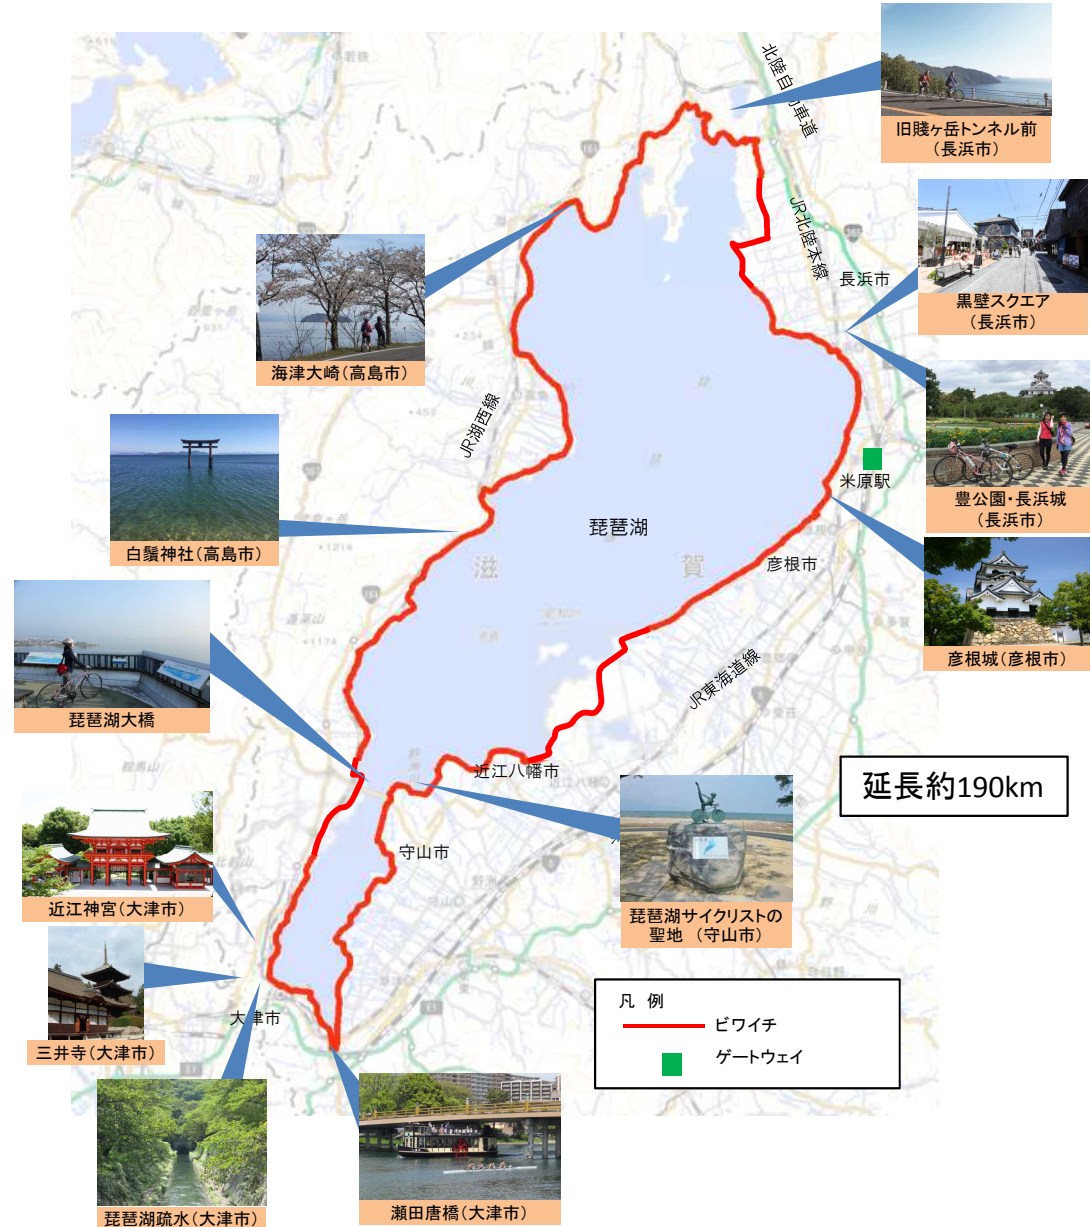 北陸自動車道
旧賤ヶ岳トンネル前
(長浜市)
JR北陸本線
長浜市
黒壁スクエア
(長浜市)
海津大崎(高島市)
JR湖西線
豊公園・長浜城
(長浜市)
米原駅
琵琶湖
白鬚神社(高島市)
滋賀
彦根市
彦根城(彦根市)
JR東海道線
琵琶湖大橋
近江八幡市
延長約190km
守山市
近江神宮(大津市)
琵琶湖サイクリストの
聖地 (守山市)
大津市
三井寺(大津市)
凡 例
ビワイチ
ゲートウェイ
琵琶湖疏水(大津市)
瀬田唐橋(大津市)